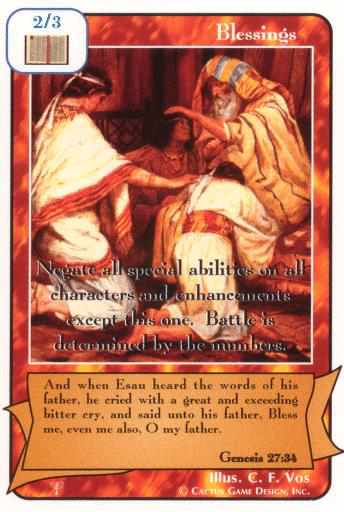 2/3
Blessings
Negate all special abilities on all
characters and enhancements
except this one. Battle is
determined by the numbers.
And when Esau heard the words of his
father, he cried with a great and exceeding
bitter cry, and said unto his father, Bless
me, even me also, O my father.
Genesis 27:34
Illus. C. F. Vos
© Cactus Game Design, Inc.